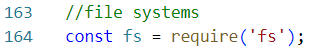 163 //file systems
164 const fs = require('fs');